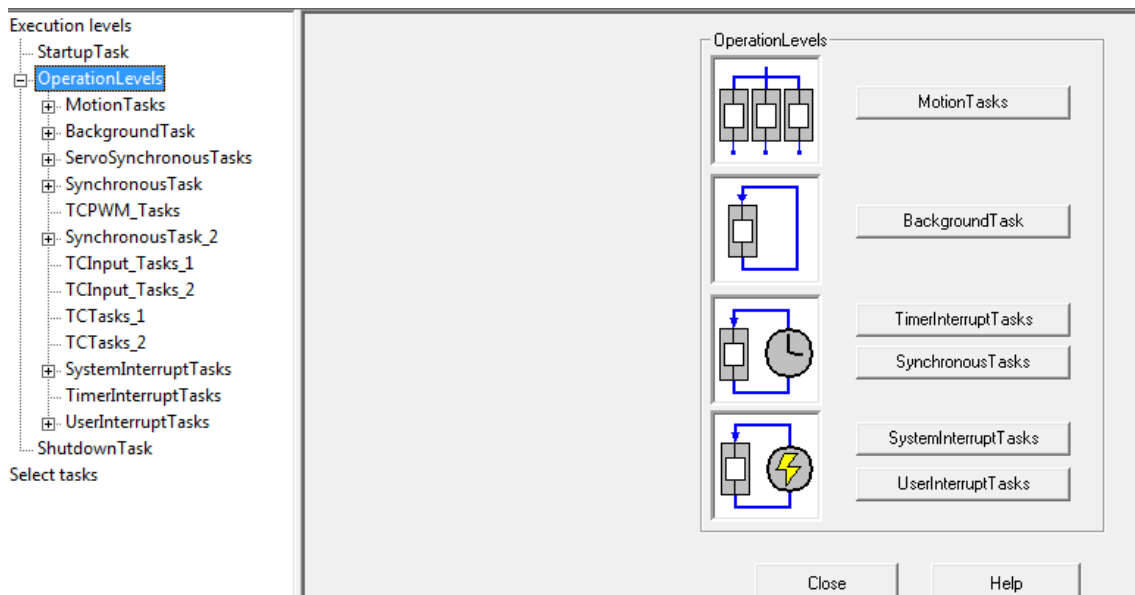 Execution levels
StartupTask
OperationLevels
MotionTasks
BackgroundTask
ServoSynchronousTasks
SynchronousTask
TCPWM_Tasks
SynchronousTask_2
TCInput_Tasks_1
TCInput_Tasks_2
TCTasks_1
TCTasks_2
SystemInterruptTasks
TimerInterruptTasks
UserInterruptTasks
ShutdownTask
Select tasks
OperationLevels
MotionTasks
BackgroundTask
TimerInterruptTasks
SynchronousTasks
SystemInterruptTasks
UserInterruptTasks
Close Help